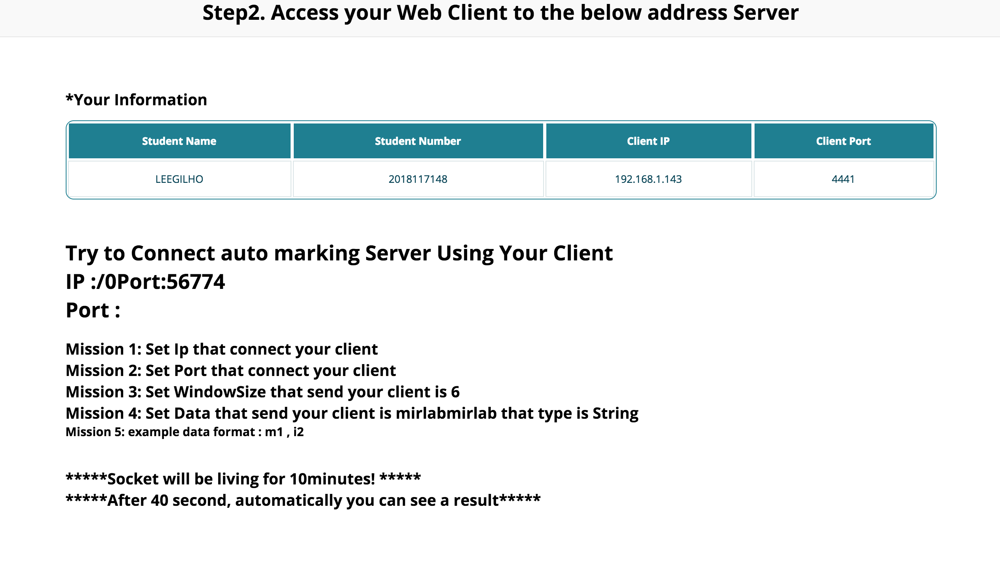 Step2. Access your Web Client to the below address Server
*Your Information
Student Name Student Number Client IP Client Port
LEEGILHO 2018117148 192.168.1.143 4441
Try to Connect auto marking Server Using Your Client
IP :/0Port:56774
Port :
Mission 1: Set Ip that connect your client
Mission 2: Set Port that connect your client
Mission 3: Set WindowSize that send your client is 6
Mission 4: Set Data that send your client is mirlabmirlab that type is String
Mission 5: example data format : m1 , i2
*****Socket will be living for 10minutes! *****
*****After 40 second, automatically you can see a result*****